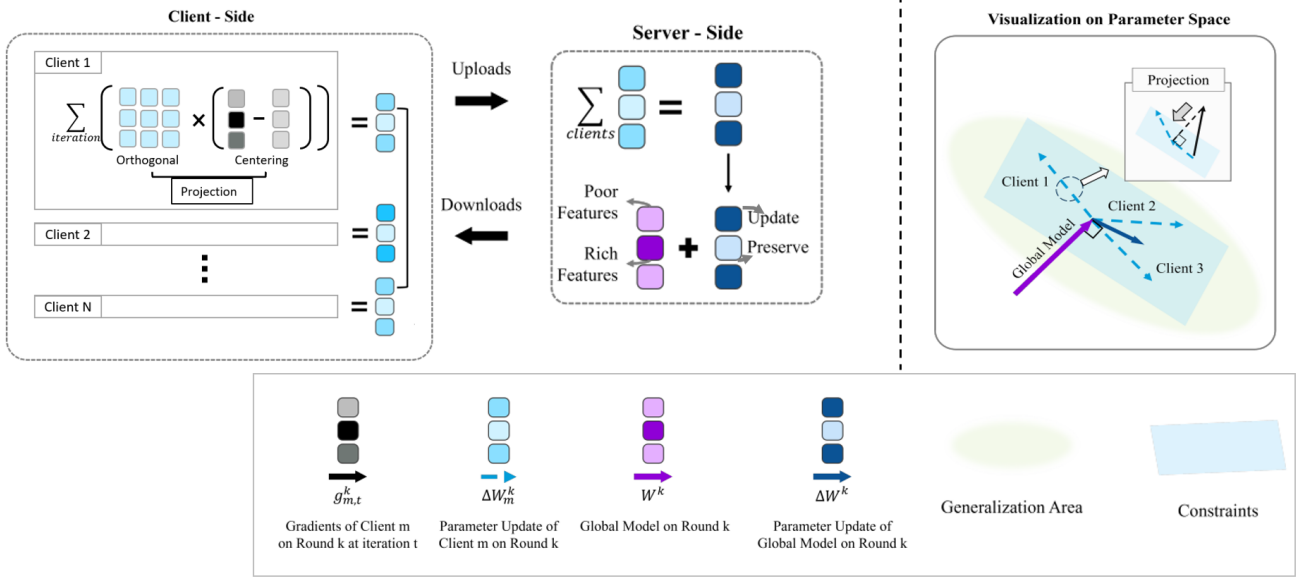 Client - Side
Client 1
∑ iteration ( × ( − ) ) =
Orthogonal
Centering
Projection
Client 2
=
Client N
=
Uploads
Downloads
Server - Side
∑ clients =
Poor
Features
Rich
Features
+
Update
Preserve
Visualization on Parameter Space
Projection
Client 1
Client 2
Client 3
Global Model
g^k_{m,t}
Gradients of Client m
on Round k at iteration t
ΔW^k_m
Parameter Update of
Client m on Round k
W^k
Global Model on Round k
ΔW^k
Parameter Update of
Global Model on Round k
Generalization Area
Constraints